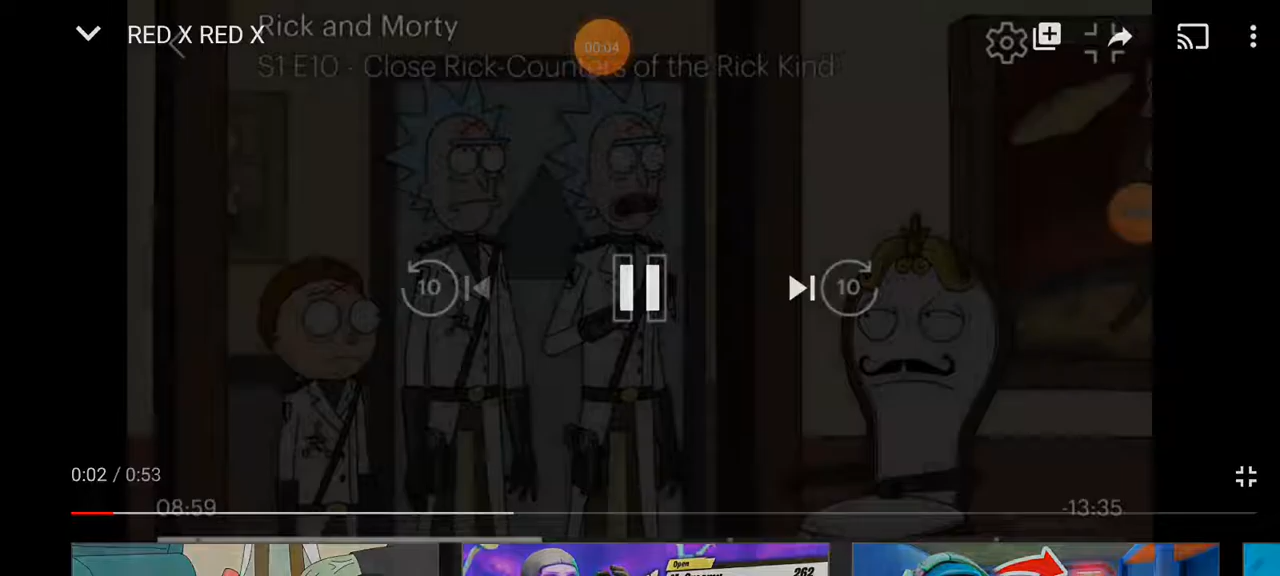 Rick and Morty
RED X RED X
00:04
S1 E10 - Close Rick-Counters of the Rick Kind
10
10
0:02 / 0:53
08:59
-13:35
Open
262